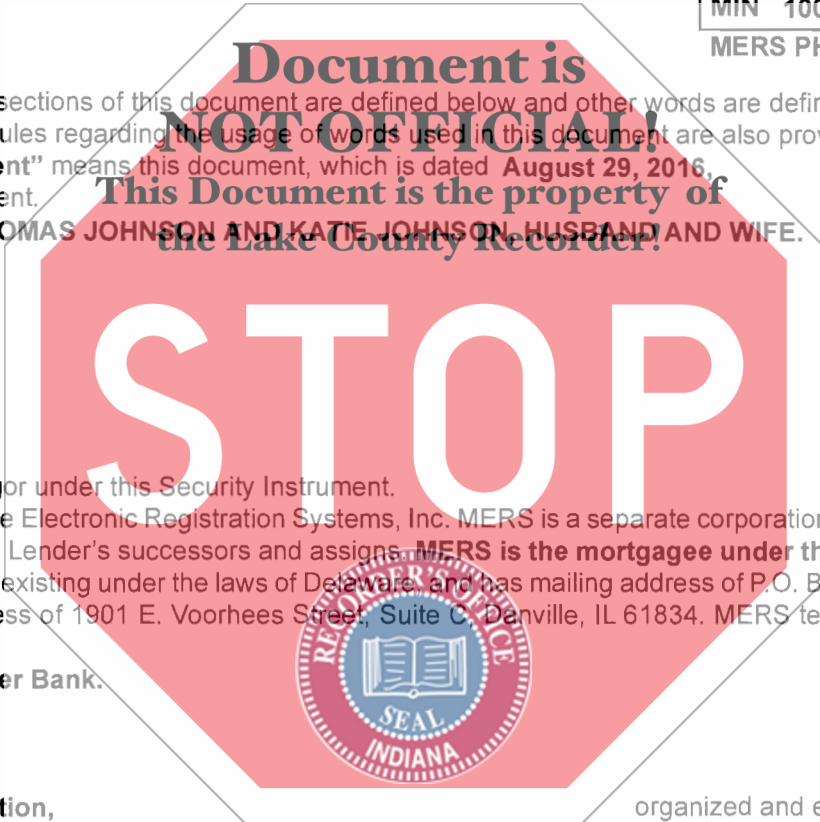 MIN 100
MERS PH
Document is
sections of this document are defined below and other words are defin
NOT OFFICIAL!
ules regarding the usage of words used in this document are also prov
ent" means this document, which is dated August 29, 2016,
This Document is the property of
ent.
OMAS JOHNSON AND KATIE JOHNSON, HUSBAND AND WIFE.
the Lake County Recorder!
STOP
or under this Security Instrument.
e Electronic Registration Systems, Inc. MERS is a separate corporation
Lender's successors and assigns. MERS is the mortgagee under th
existing under the laws of Delaware, and has mailing address of P.O. B
ss of 1901 E. Voorhees Street, Suite C, Danville, IL 61834. MERS te
RECORDER'S OFFICE
er Bank.
SEAL
INDIANA
tion,
organized and e